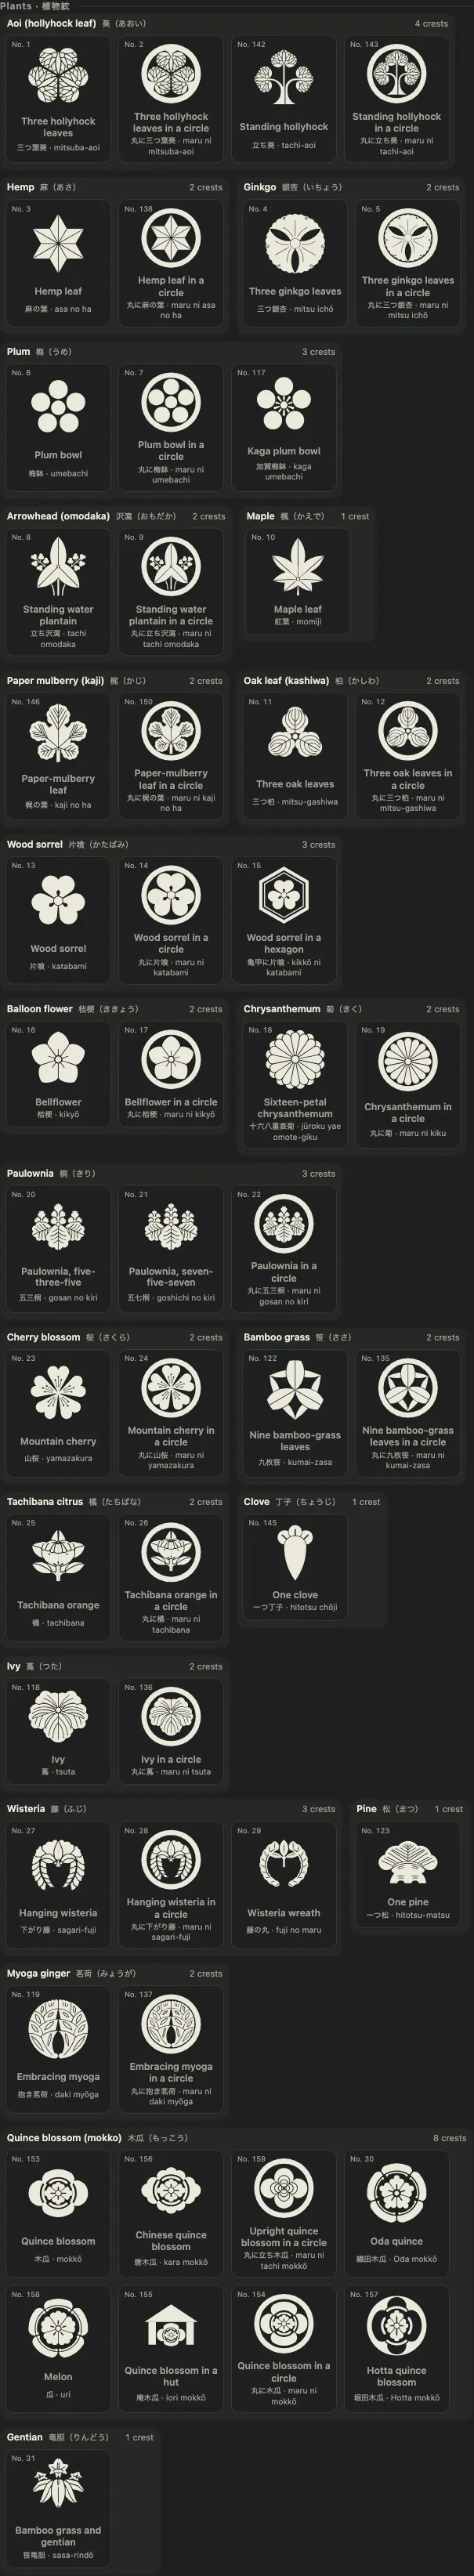 Plants · 植物紋
Aoi (hollyhock leaf) 葵（あおい） 4 crests
No. 1
Three hollyhock
leaves
三つ葉葵 · mitsuba-aoi
No. 2
Three hollyhock
leaves in a circle
丸に三つ葉葵 · maru ni
mitsuba-aoi
No. 142
Standing hollyhock
立ち葵 · tachi-aoi
No. 143
Standing hollyhock
in a circle
丸に立ち葵 · maru ni
tachi-aoi
Hemp 麻（あさ） 2 crests
No. 3
Hemp leaf
麻の葉 · asa no ha
No. 138
Hemp leaf in a
circle
丸に麻の葉 · maru ni asa
no ha
Ginkgo 銀杏（いちょう） 2 crests
No. 4
Three ginkgo leaves
三つ銀杏 · mitsu ichō
No. 5
Three ginkgo leaves
in a circle
丸に三つ銀杏 · maru ni
mitsu ichō
Plum 梅（うめ） 3 crests
No. 6
Plum bowl
梅鉢 · umebachi
No. 7
Plum bowl in a
circle
丸に梅鉢 · maru ni
umebachi
No. 117
Kaga plum bowl
加賀梅鉢 · kaga
umebachi
Arrowhead (omodaka) 沢瀉（おもだか） 2 crests
No. 8
Standing water
plantain
立ち沢瀉 · tachi
omodaka
No. 9
Standing water
plantain in a circle
丸に立ち沢瀉 · maru ni
tachi omodaka
Maple 楓（かえで） 1 crest
No. 10
Maple leaf
紅葉 · momiji
Paper mulberry (kaji) 梶（かじ） 2 crests
No. 146
Paper-mulberry
leaf
梶の葉 · kaji no ha
No. 150
Paper-mulberry
leaf in a circle
丸に梶の葉 · maru ni kaji
no ha
Oak leaf (kashiwa) 柏（かしわ） 2 crests
No. 11
Three oak leaves
三つ柏 · mitsu-gashiwa
No. 12
Three oak leaves in
a circle
丸に三つ柏 · maru ni
mitsu-gashiwa
Wood sorrel 片喰（かたばみ） 3 crests
No. 13
Wood sorrel
片喰 · katabami
No. 14
Wood sorrel in a
circle
丸に片喰 · maru ni
katabami
No. 15
Wood sorrel in a
hexagon
亀甲に片喰 · kikkō ni
katabami
Balloon flower 桔梗（ききょう） 2 crests
No. 16
Bellflower
桔梗 · kikyō
No. 17
Bellflower in a circle
丸に桔梗 · maru ni kikyō
Chrysanthemum 菊（きく） 2 crests
No. 18
Sixteen-petal
chrysanthemum
十六八重表菊 · jūroku yae
omote-giku
No. 19
Chrysanthemum in
a circle
丸に菊 · maru ni kiku
Paulownia 桐（きり） 3 crests
No. 20
Paulownia, five-
three-five
五三桐 · gosan no kiri
No. 21
Paulownia, seven-
five-seven
五七桐 · goshichi no kiri
No. 22
Paulownia in a
circle
丸に五三桐 · maru ni
gosan no kiri
Cherry blossom 桜（さくら） 2 crests
No. 23
Mountain cherry
山桜 · yamazakura
No. 24
Mountain cherry in
a circle
丸に山桜 · maru ni
yamazakura
Bamboo grass 笹（ささ） 2 crests
No. 122
Nine bamboo-grass
leaves
九枚笹 · kumai-zasa
No. 135
Nine bamboo-grass
leaves in a circle
丸に九枚笹 · maru ni
kumai-zasa
Tachibana citrus 橘（たちばな） 2 crests
No. 25
Tachibana orange
橘 · tachibana
No. 26
Tachibana orange in
a circle
丸に橘 · maru ni
tachibana
Clove 丁子（ちょうじ） 1 crest
No. 145
One clove
一つ丁子 · hitotsu chōji
Ivy 蔦（つた） 2 crests
No. 118
Ivy
蔦 · tsuta
No. 136
Ivy in a circle
丸に蔦 · maru ni tsuta
Wisteria 藤（ふじ） 3 crests
No. 27
Hanging wisteria
下がり藤 · sagari-fuji
No. 28
Hanging wisteria in
a circle
丸に下がり藤 · maru ni
sagari-fuji
No. 29
Wisteria wreath
藤の丸 · fuji no maru
Pine 松（まつ） 1 crest
No. 123
One pine
一つ松 · hitotsu-matsu
Myoga ginger 茗荷（みょうが） 2 crests
No. 119
Embracing myoga
抱き茗荷 · daki myōga
No. 137
Embracing myoga
in a circle
丸に抱き茗荷 · maru ni
daki myōga
Quince blossom (mokko) 木瓜（もっこう） 8 crests
No. 153
Quince blossom
木瓜 · mokkō
No. 156
Chinese quince
blossom
唐木瓜 · kara mokkō
No. 159
Upright quince
blossom in a circle
丸に立ち木瓜 · maru ni
tachi mokkō
No. 30
Oda quince
織田木瓜 · Oda mokkō
No. 158
Melon
瓜 · uri
No. 155
Quince blossom in a
hut
庵木瓜 · iori mokkō
No. 154
Quince blossom in a
circle
丸に木瓜 · maru ni
mokkō
No. 157
Hotta quince
blossom
堀田木瓜 · Hotta mokkō
Gentian 竜胆（りんどう） 1 crest
No. 31
Bamboo grass and
gentian
笹竜胆 · sasa-rindō